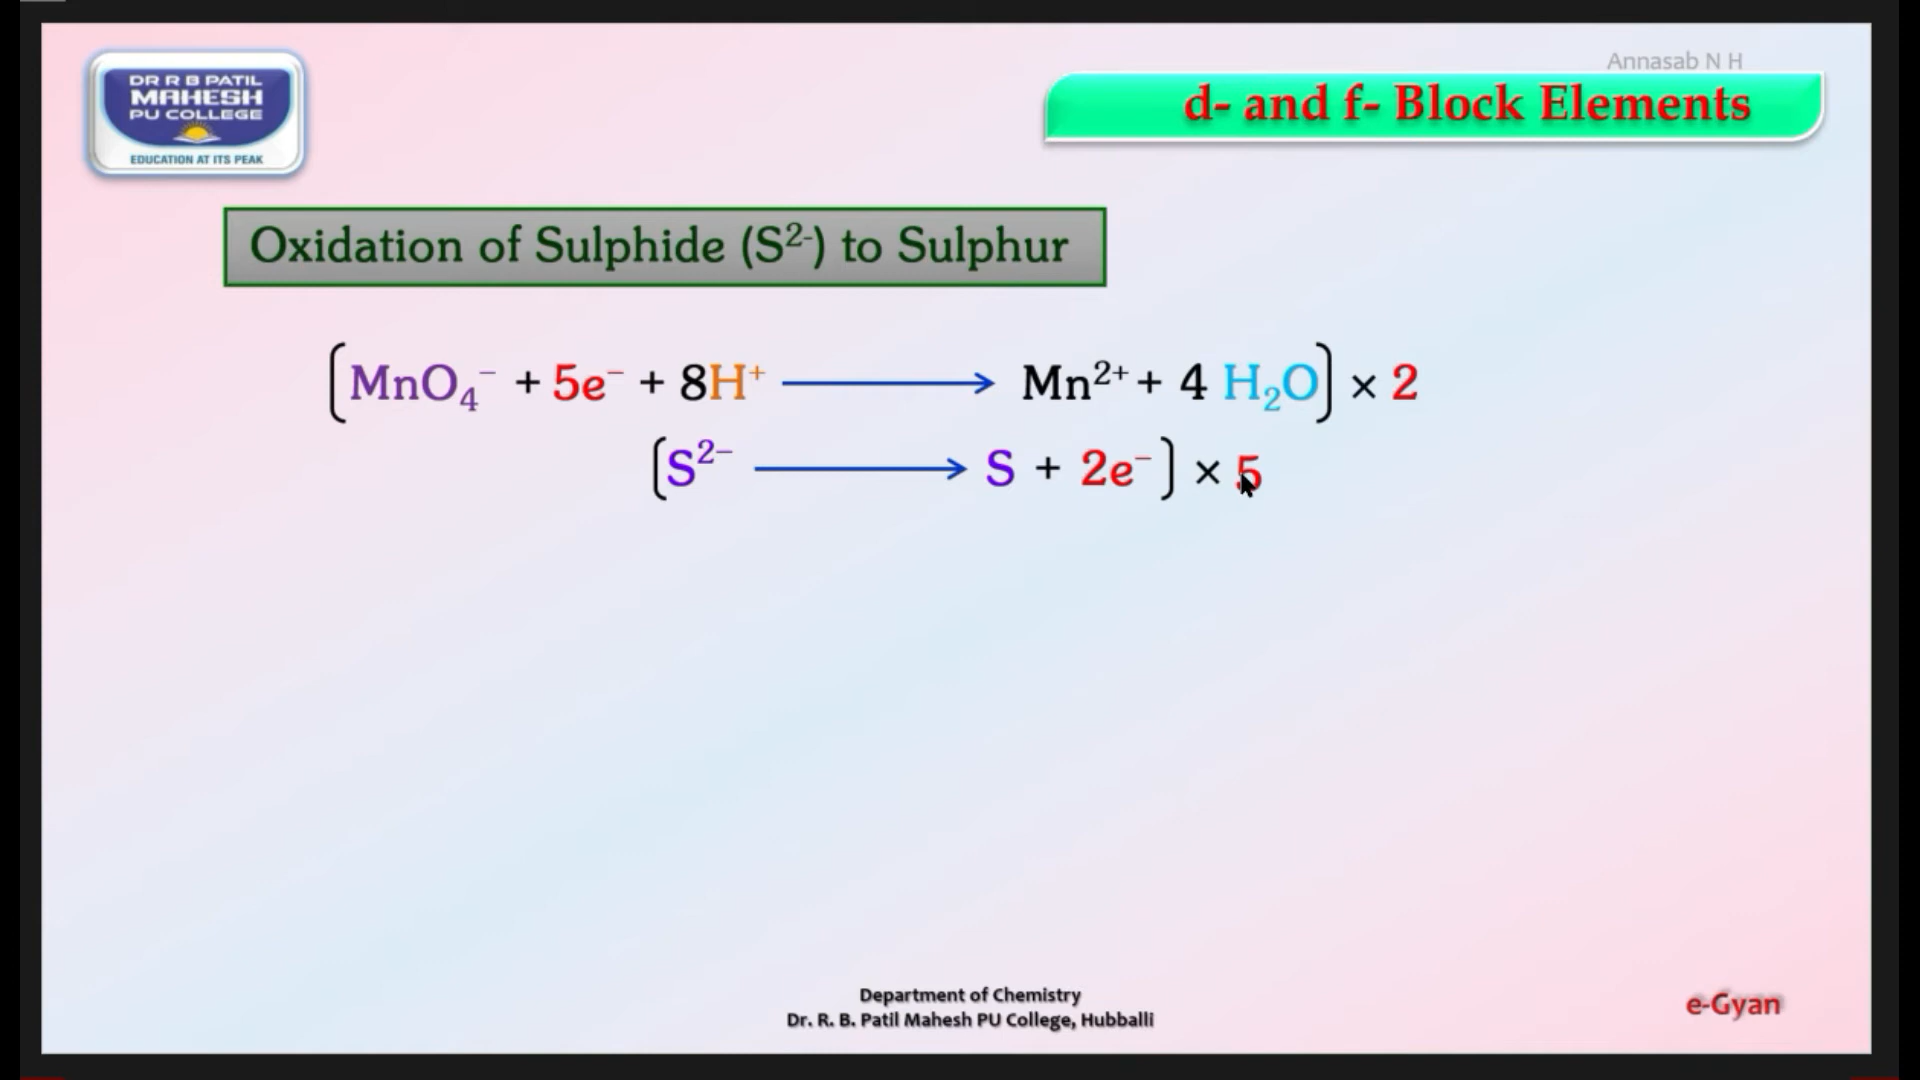 DR R B PATIL
MAHESH
PU COLLEGE
EDUCATION AT ITS PEAK
Annasab N H
d- and f- Block Elements
Oxidation of Sulphide (S²⁻) to Sulphur
(MnO₄⁻ + 5e⁻ + 8H⁺ ⟶ Mn²⁺ + 4 H₂O) × 2
(S²⁻ ⟶ S + 2e⁻) × 5
Department of Chemistry
Dr. R. B. Patil Mahesh PU College, Hubballi
e-Gyan